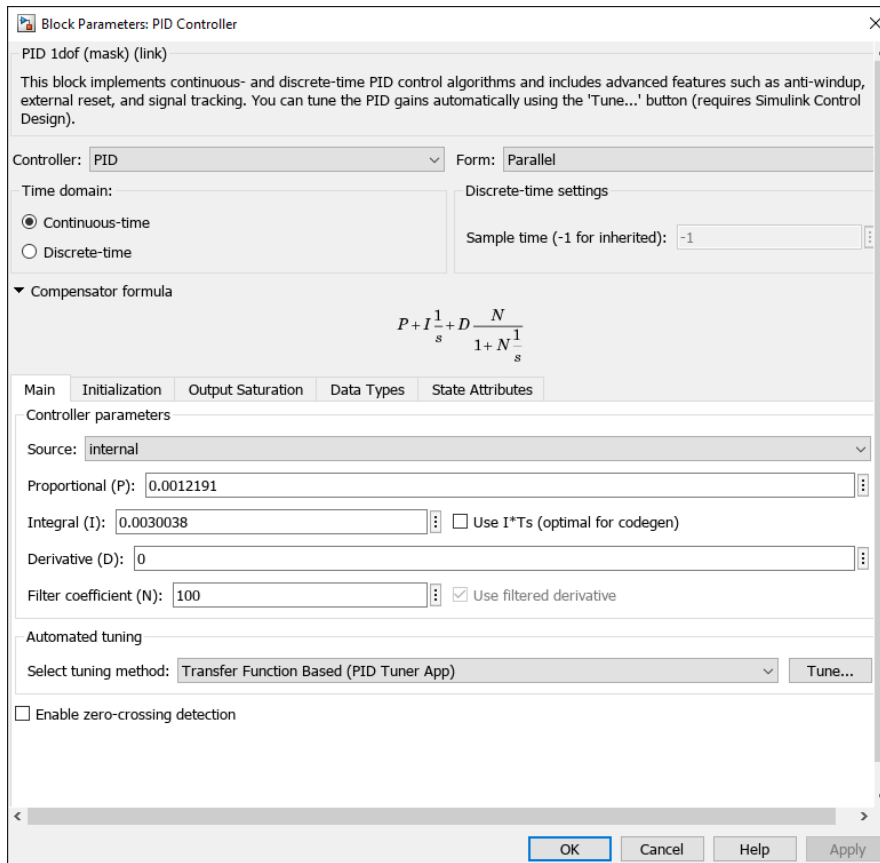 Block Parameters: PID Controller
PID 1dof (mask) (link)
This block implements continuous- and discrete-time PID control algorithms and includes advanced features such as anti-windup,
external reset, and signal tracking. You can tune the PID gains automatically using the 'Tune...' button (requires Simulink Control
Design).
Controller: PID Form: Parallel
Time domain: Discrete-time settings
Continuous-time
Sample time (-1 for inherited): -1
Discrete-time
Compensator formula
P + I 1/s + D N/(1 + N 1/s)
Main Initialization Output Saturation Data Types State Attributes
Controller parameters
Source: internal
Proportional (P): 0.0012191
Integral (I): 0.0030038 Use I*Ts (optimal for codegen)
Derivative (D): 0
Filter coefficient (N): 100 Use filtered derivative
Automated tuning
Select tuning method: Transfer Function Based (PID Tuner App) Tune...
Enable zero-crossing detection
OK Cancel Help Apply